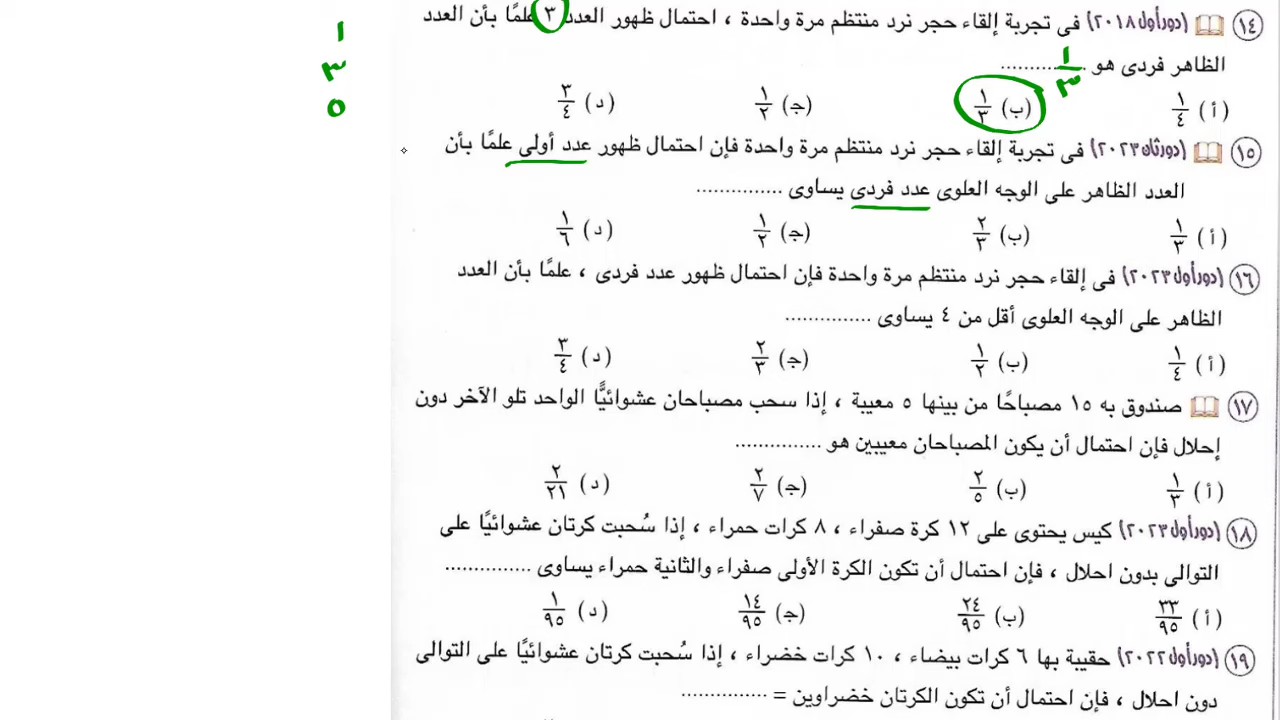 ١٤ (دور أول ٢٠١٨) فى تجربة إلقاء حجر نرد منتظم مرة واحدة ، احتمال ظهور العدد ٣ علمًا بأن العدد
الظاهر فردى هو ............ ١/٣
(أ) ١/٤ (ب) ١/٣ (جـ) ١/٢ (د) ٣/٤
١
٣
٥
١٥ (دور ثان ٢٠٢٣) فى تجربة إلقاء حجر نرد منتظم مرة واحدة فإن احتمال ظهور عدد أولى علمًا بأن
العدد الظاهر على الوجه العلوى عدد فردى يساوى ...............
(أ) ١/٣ (ب) ٢/٣ (جـ) ١/٢ (د) ١/٦
١٦ (دور أول ٢٠٢٣) فى إلقاء حجر نرد منتظم مرة واحدة فإن احتمال ظهور عدد فردى ، علمًا بأن العدد
الظاهر على الوجه العلوى أقل من ٤ يساوى ...............
(أ) ١/٤ (ب) ١/٢ (جـ) ٢/٣ (د) ٣/٤
١٧ صندوق به ١٥ مصباحًا من بينها ٥ معيبة ، إذا سحب مصباحان عشوائيًّا الواحد تلو الآخر دون
إحلال فإن احتمال أن يكون المصباحان معيبين هو ...............
(أ) ١/٣ (ب) ٢/٥ (جـ) ٢/٧ (د) ٢/٢١
١٨ (دور أول ٢٠٢٣) كيس يحتوى على ١٢ كرة صفراء ، ٨ كرات حمراء ، إذا سُحبت كرتان عشوائيًا على
التوالى بدون احلال ، فإن احتمال أن تكون الكرة الأولى صفراء والثانية حمراء يساوى ...............
(أ) ٣٣/٩٥ (ب) ٢٤/٩٥ (جـ) ١٤/٩٥ (د) ١/٩٥
١٩ (دور أول ٢٠٢٢) حقيبة بها ٦ كرات بيضاء ، ١٠ كرات خضراء ، إذا سُحبت كرتان عشوائيًا على التوالى
دون احلال ، فإن احتمال أن تكون الكرتان خضراوين = ...............